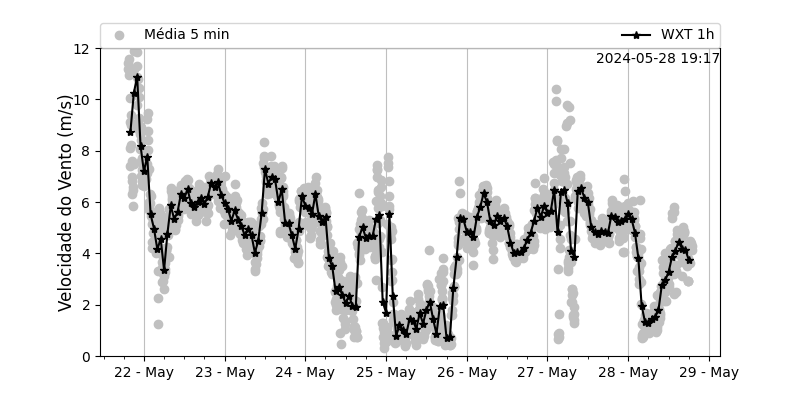 Média 5 min
WXT 1h
2024-05-28 19:17
Velocidade do Vento (m/s)
12
10
8
6
4
2
0
22 - May
23 - May
24 - May
25 - May
26 - May
27 - May
28 - May
29 - May